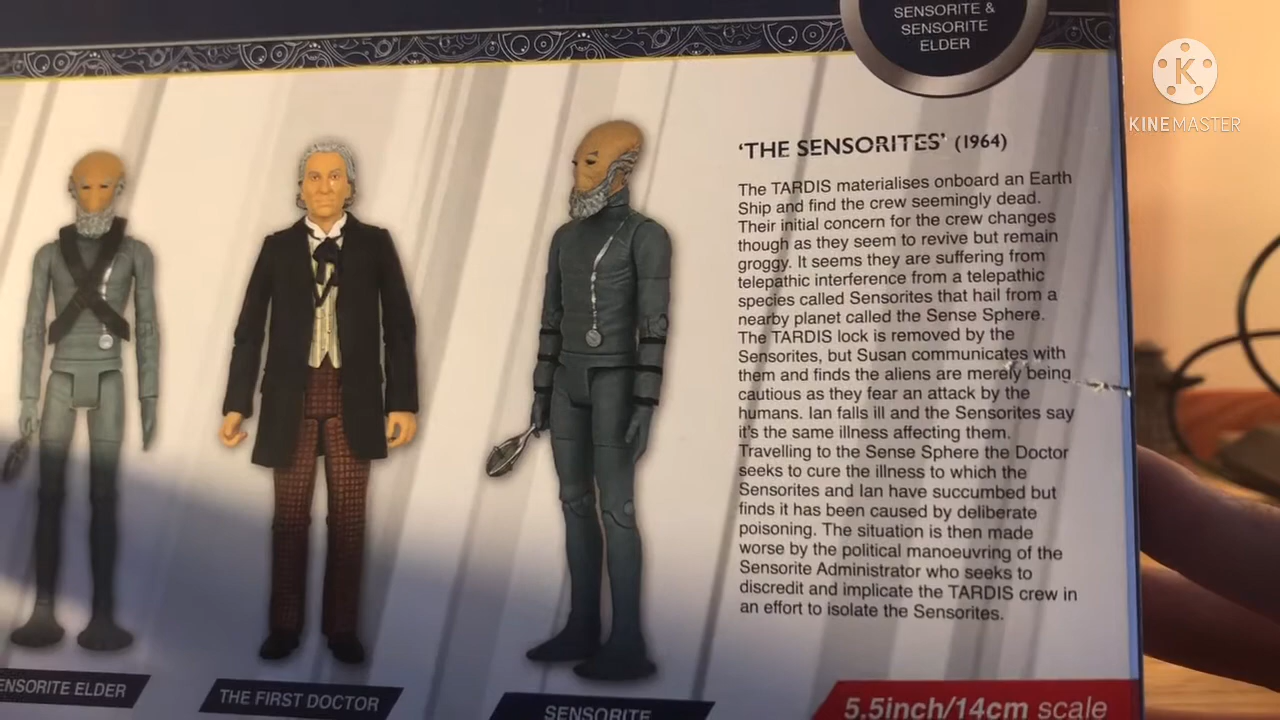 SENSORITE &
SENSORITE
ELDER
K
KINEMASTER
'THE SENSORITES' (1964)
The TARDIS materialises onboard an Earth
Ship and find the crew seemingly dead.
Their initial concern for the crew changes
though as they seem to revive but remain
groggy. It seems they are suffering from
telepathic interference from a telepathic
species called Sensorites that hail from a
nearby planet called the Sense Sphere.
The TARDIS lock is removed by the
Sensorites, but Susan communicates with
them and finds the aliens are merely being
cautious as they fear an attack by the
humans. Ian falls ill and the Sensorites say
it's the same illness affecting them.
Travelling to the Sense Sphere the Doctor
seeks to cure the illness to which the
Sensorites and Ian have succumbed but
finds it has been caused by deliberate
poisoning. The situation is then made
worse by the political manoeuvring of the
Sensorite Administrator who seeks to
discredit and implicate the TARDIS crew in
an effort to isolate the Sensorites.
ENSORITE ELDER
THE FIRST DOCTOR
SENSORITE
5.5inch/14cm scale